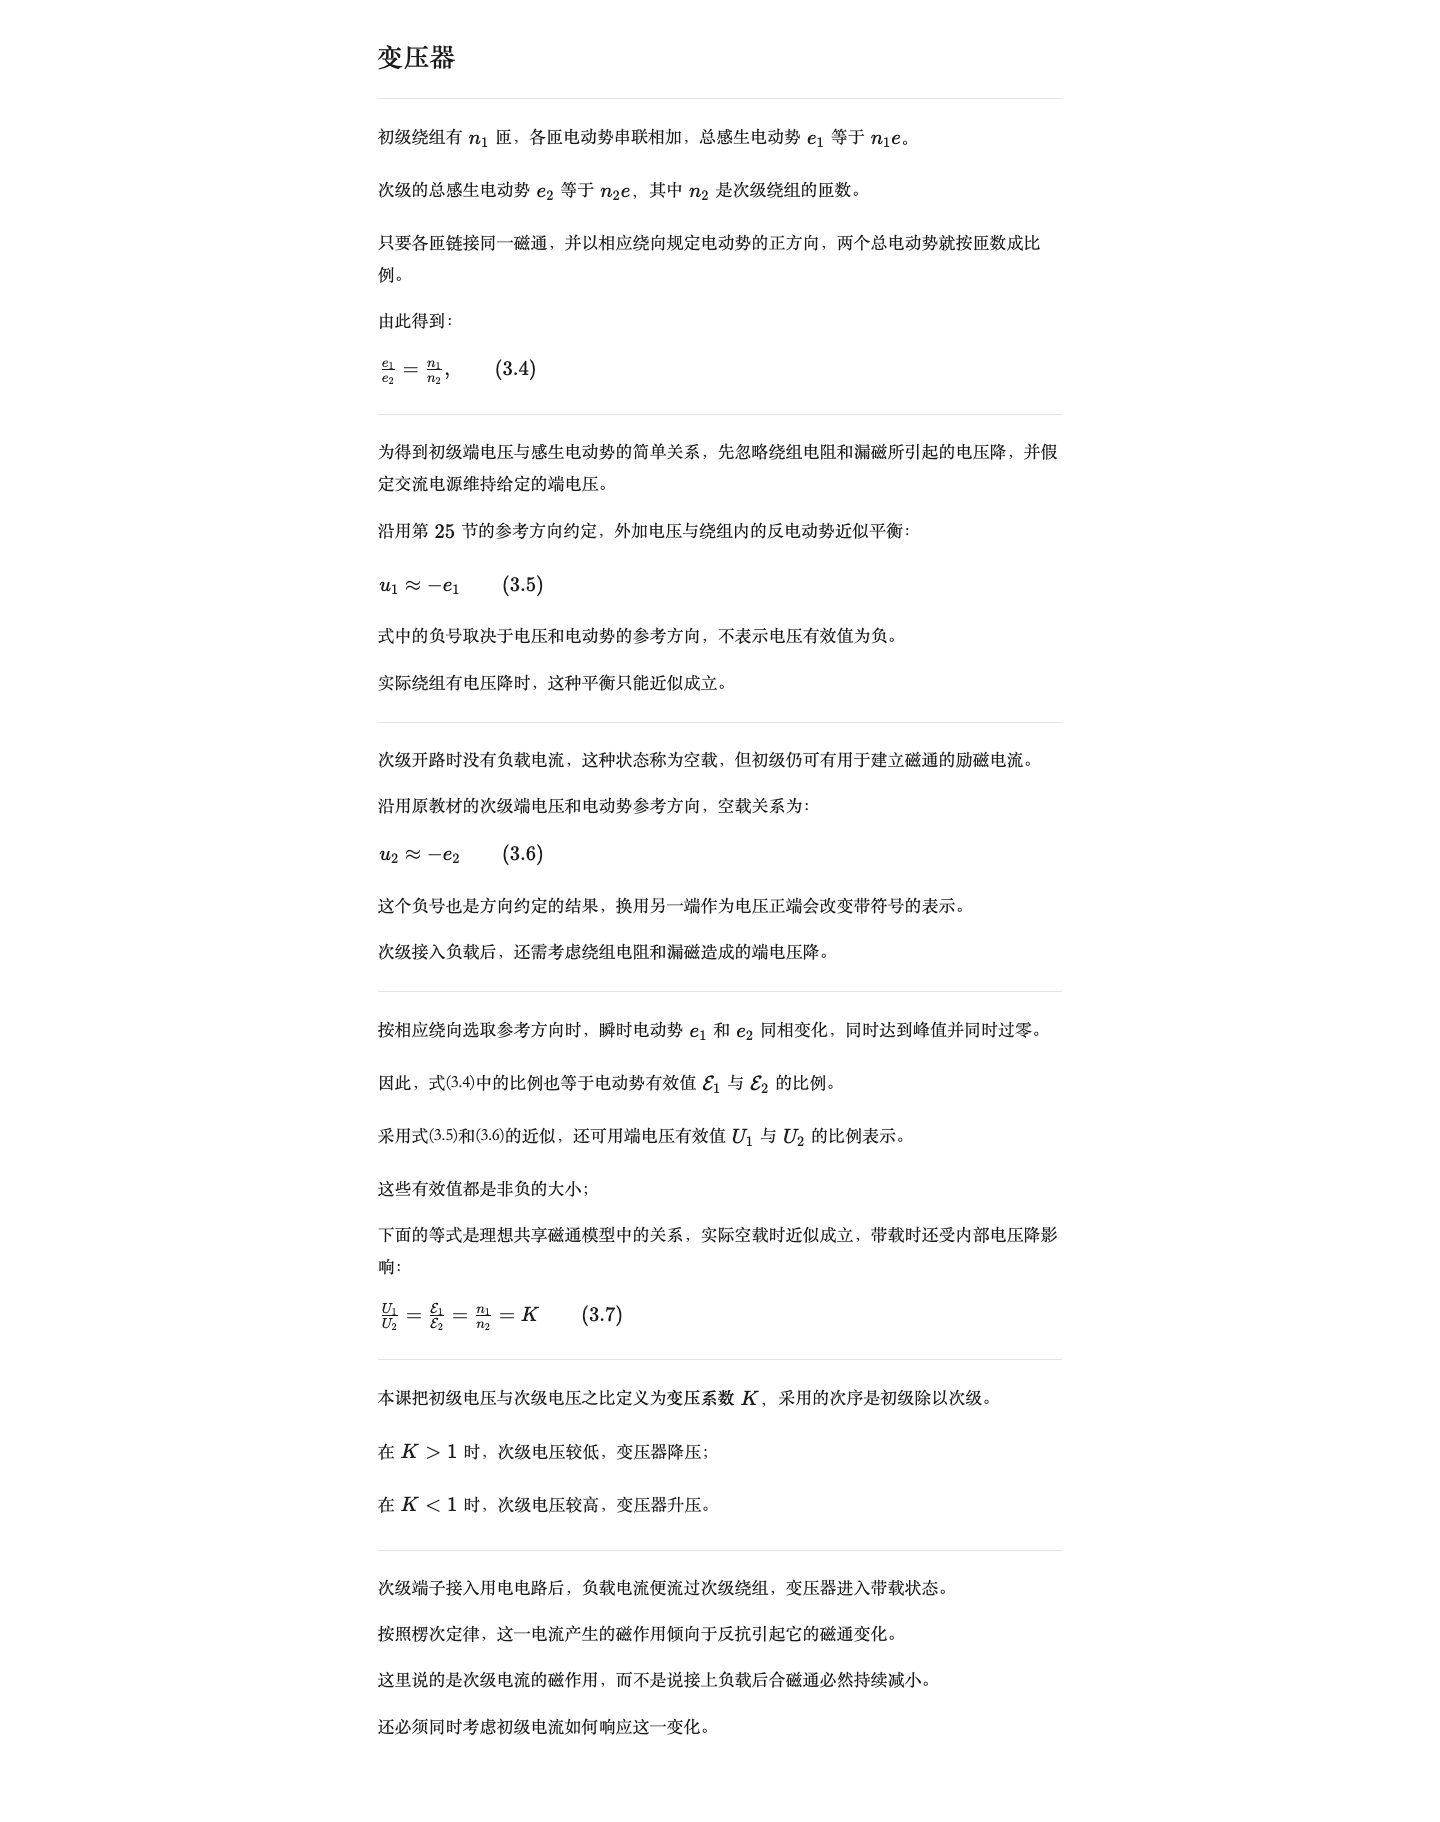 变压器
初级绕组有 n₁ 匝，各匝电动势串联相加，总感生电动势 e₁ 等于 n₁e。
次级的总感生电动势 e₂ 等于 n₂e，其中 n₂ 是次级绕组的匝数。
只要各匝链接同一磁通，并以相应绕向规定电动势的正方向，两个总电动势就按匝数成比
例。
由此得到：
e₁/e₂ = n₁/n₂, (3.4)
为得到初级端电压与感生电动势的简单关系，先忽略绕组电阻和漏磁所引起的电压降，并假
定交流电源维持给定的端电压。
沿用第 25 节的参考方向约定，外加电压与绕组内的反电动势近似平衡：
u₁ ≈ −e₁ (3.5)
式中的负号取决于电压和电动势的参考方向，不表示电压有效值为负。
实际绕组有电压降时，这种平衡只能近似成立。
次级开路时没有负载电流，这种状态称为空载，但初级仍可有用于建立磁通的励磁电流。
沿用原教材的次级端电压和电动势参考方向，空载关系为：
u₂ ≈ −e₂ (3.6)
这个负号也是方向约定的结果，换用另一端作为电压正端会改变带符号的表示。
次级接入负载后，还需考虑绕组电阻和漏磁造成的端电压降。
按相应绕向选取参考方向时，瞬时电动势 e₁ 和 e₂ 同相变化，同时达到峰值并同时过零。
因此，式(3.4)中的比例也等于电动势有效值 ℰ₁ 与 ℰ₂ 的比例。
采用式(3.5)和(3.6)的近似，还可用端电压有效值 U₁ 与 U₂ 的比例表示。
这些有效值都是非负的大小；
下面的等式是理想共享磁通模型中的关系，实际空载时近似成立，带载时还受内部电压降影
响：
U₁/U₂ = ℰ₁/ℰ₂ = n₁/n₂ = K (3.7)
本课把初级电压与次级电压之比定义为变压系数 K，采用的次序是初级除以次级。
在 K > 1 时，次级电压较低，变压器降压；
在 K < 1 时，次级电压较高，变压器升压。
次级端子接入用电电路后，负载电流便流过次级绕组，变压器进入带载状态。
按照楞次定律，这一电流产生的磁作用倾向于反抗引起它的磁通变化。
这里说的是次级电流的磁作用，而不是说接上负载后合磁通必然持续减小。
还必须同时考虑初级电流如何响应这一变化。